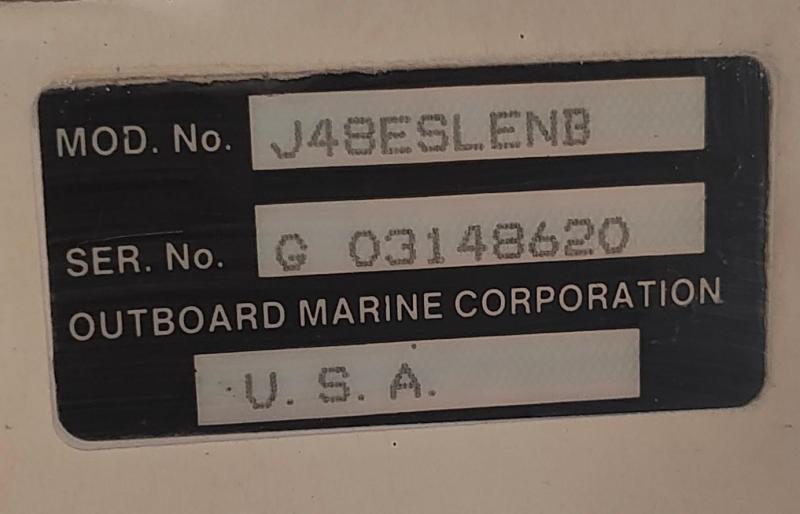 MOD. No. J48ESLENB
SER. No. G 03148620
OUTBOARD MARINE CORPORATION
U. S. A.